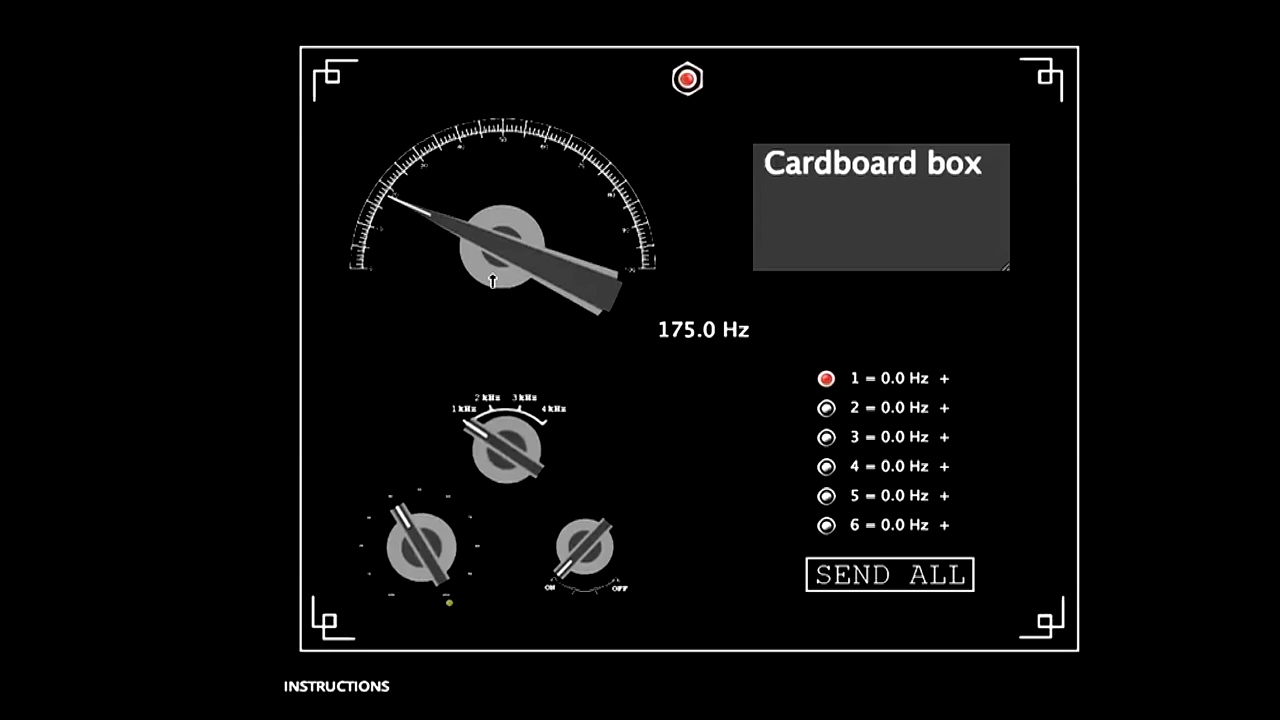 Cardboard box
175.0 Hz
1 = 0.0 Hz +
2 = 0.0 Hz +
3 = 0.0 Hz +
4 = 0.0 Hz +
5 = 0.0 Hz +
6 = 0.0 Hz +
1 kHz 2 kHz 3 kHz 4 kHz
ON OFF
SEND ALL
INSTRUCTIONS